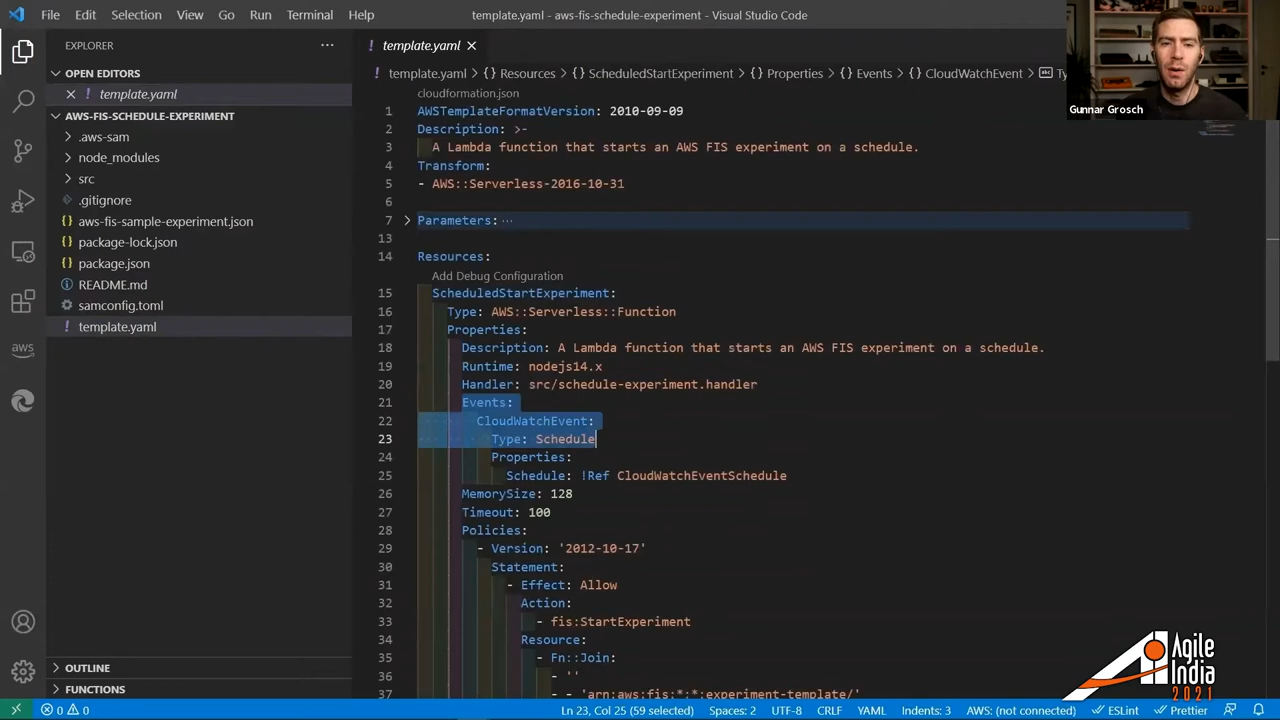 File Edit Selection View Go Run Terminal Help
template.yaml - aws-fis-schedule-experiment - Visual Studio Code
Gunnar Grosch
EXPLORER
OPEN EDITORS
template.yaml
AWS-FIS-SCHEDULE-EXPERIMENT
.aws-sam
node_modules
src
.gitignore
aws-fis-sample-experiment.json
package-lock.json
package.json
README.md
samconfig.toml
template.yaml
OUTLINE
FUNCTIONS
aws
template.yaml
template.yaml > Resources > ScheduledStartExperiment > Properties > Events > CloudWatchEvent > Ty
cloudformation.json
1 AWSTemplateFormatVersion: 2010-09-09
2 Description: >-
3 A Lambda function that starts an AWS FIS experiment on a schedule.
4 Transform:
5 - AWS::Serverless-2016-10-31
6
7 Parameters: ···
13
14 Resources:
Add Debug Configuration
15 ScheduledStartExperiment:
16 Type: AWS::Serverless::Function
17 Properties:
18 Description: A Lambda function that starts an AWS FIS experiment on a schedule.
19 Runtime: nodejs14.x
20 Handler: src/schedule-experiment.handler
21 Events:
22 CloudWatchEvent:
23 Type: Schedule
24 Properties:
25 Schedule: !Ref CloudWatchEventSchedule
26 MemorySize: 128
27 Timeout: 100
28 Policies:
29 - Version: '2012-10-17'
30 Statement:
31 - Effect: Allow
32 Action:
33 - fis:StartExperiment
34 Resource:
35 - Fn::Join:
36 - ''
37 - - 'arn:aws:fis:*:*:experiment-template/'
Agile
India
2021
0 0
Ln 23, Col 25 (59 selected) Spaces: 2 UTF-8 CRLF YAML Indents: 3 AWS: (not connected) ESLint Prettier